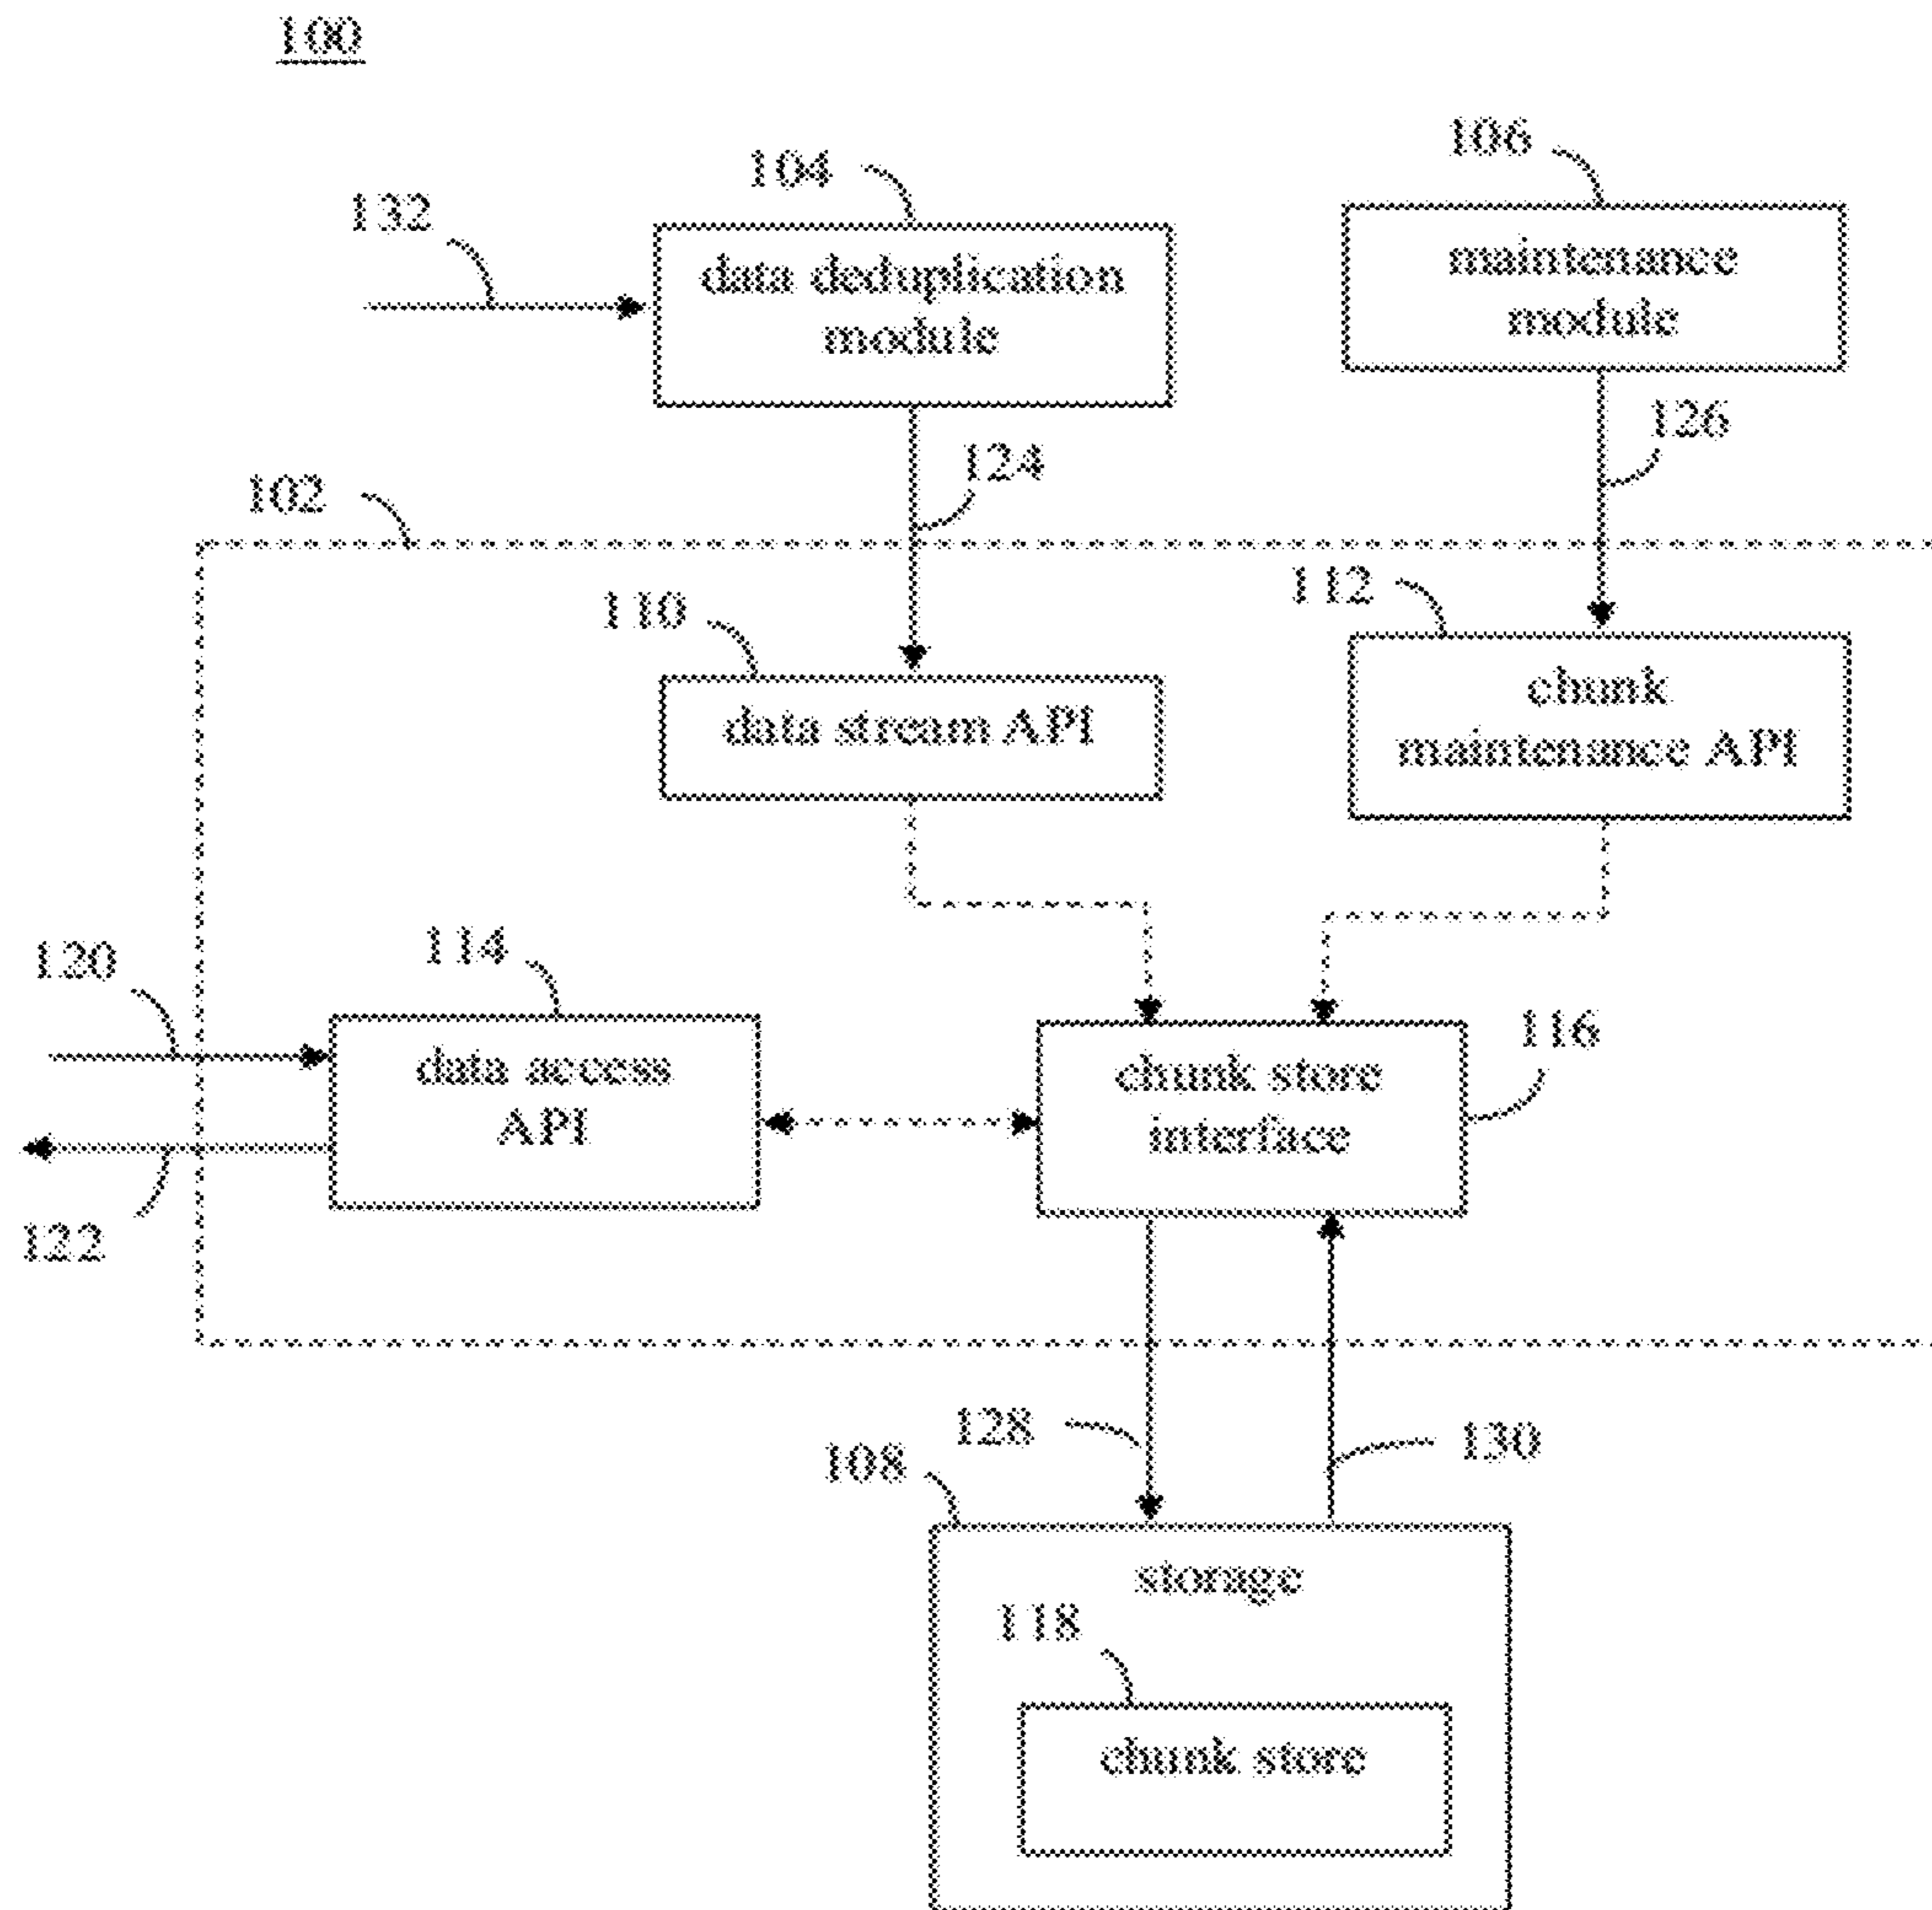 100
106
104
132
maintenance
module
data deduplication
module
126
124
102
112
110
chunk
maintenance API
data stream API
120
114
116
data access
API
chunk store
interface
122
128
130
108
storage
118
chunk store